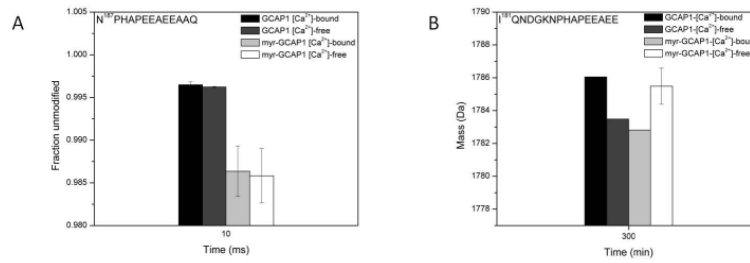 A
N¹⁸⁷PHAPEEAEEAAQ
GCAP1 [Ca²⁺]-bound
GCAP1 [Ca²⁺]-free
myr-GCAP1 [Ca²⁺]-bound
myr-GCAP1 [Ca²⁺]-free
Fraction unmodified
1.005
1.000
0.995
0.990
0.985
0.980
10
Time (ms)
B
I¹⁸¹QNDGKNPHAPEEAEE
GCAP1-[Ca²⁺]-bound
GCAP1-[Ca²⁺]-free
myr-GCAP1-[Ca²⁺]-bound
myr-GCAP1-[Ca²⁺]-free
Mass (Da)
1790
1788
1786
1784
1782
1780
1778
300
Time (min)